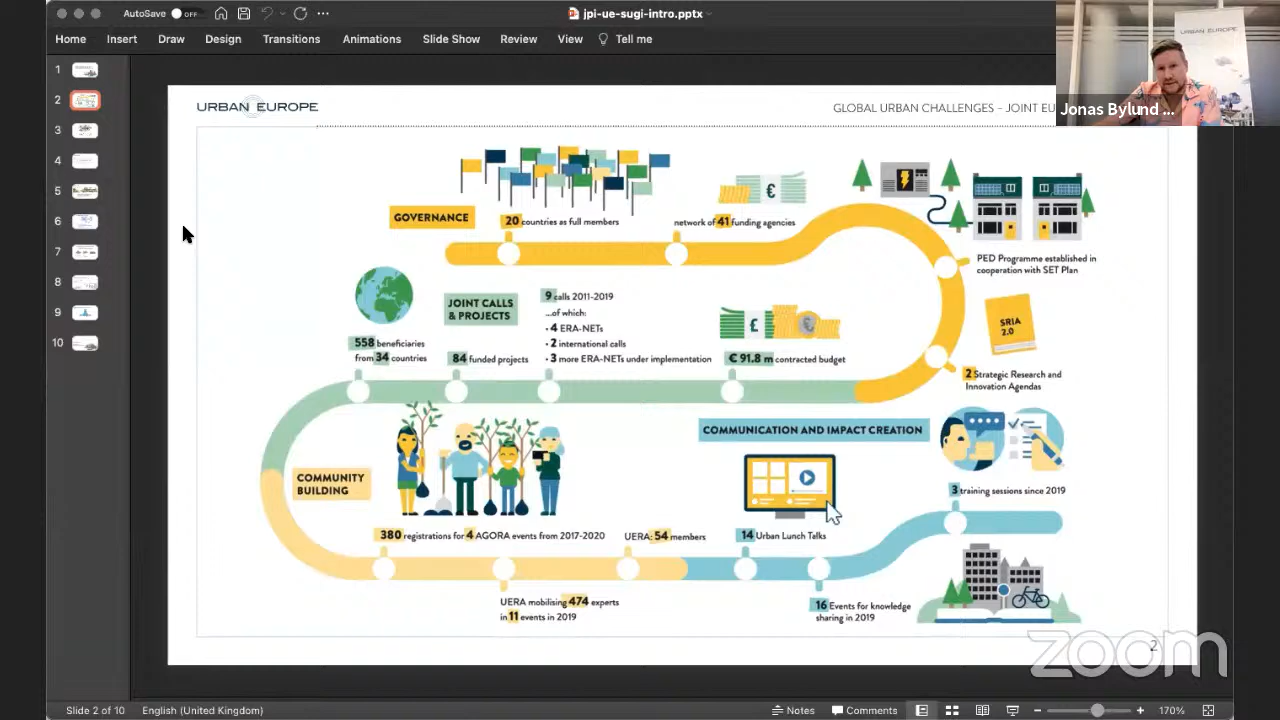 AutoSave OFF
jpi-ue-sugi-intro.pptx
Home Insert Draw Design Transitions Animations Slide Show Review View Tell me
URBAN EUROPE
Jonas Bylund ...
1
2
3
4
5
6
7
8
9
10
URBAN EUROPE
GLOBAL URBAN CHALLENGES – JOINT
GOVERNANCE
20 countries as full members
network of 41 funding agencies
PED Programme established in
cooperation with SET Plan
SRIA
2.0
2 Strategic Research and
Innovation Agendas
JOINT CALLS
& PROJECTS
558 beneficiaries
from 34 countries
84 funded projects
9 calls 2011-2019
...of which:
• 4 ERA-NETs
• 2 international calls
• 3 more ERA-NETs under implementation
€
€
€
€ 91.8 m contracted budget
COMMUNITY
BUILDING
380 registrations for 4 AGORA events from 2017-2020
UERA: 54 members
UERA mobilising 474 experts
in 11 events in 2019
COMMUNICATION AND IMPACT CREATION
14 Urban Lunch Talks
16 Events for knowledge
sharing in 2019
3 training sessions since 2019
2
zoom
Slide 2 of 10 English (United Kingdom)
Notes Comments 170%